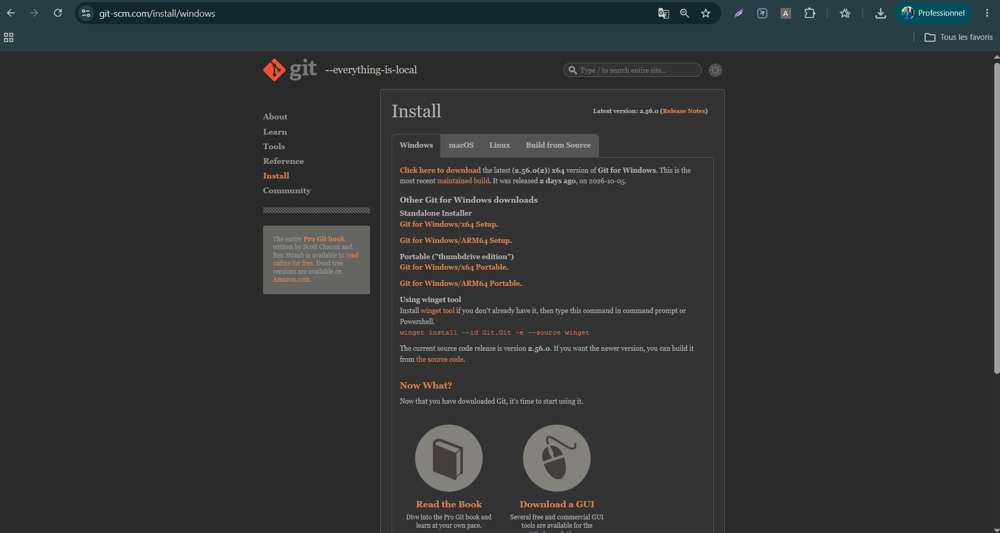 git-scm.com/install/windows
A
Professionnel
Tous les favoris
git --everything-is-local
Type / to search entire site...
About
Learn
Tools
Reference
Install
Community
The entire Pro Git book
written by Scott Chacon and
Ben Straub is available to read
online for free. Dead tree
versions are available on
Amazon.com.
Install
Latest version: 2.56.0 (Release Notes)
Windows macOS Linux Build from Source
Click here to download the latest (2.56.0(2)) x64 version of Git for Windows. This is the
most recent maintained build. It was released 2 days ago, on 2026-10-05.
Other Git for Windows downloads
Standalone Installer
Git for Windows/x64 Setup.
Git for Windows/ARM64 Setup.
Portable ("thumbdrive edition")
Git for Windows/x64 Portable.
Git for Windows/ARM64 Portable.
Using winget tool
Install winget tool if you don't already have it, then type this command in command prompt or
Powershell.
winget install --id Git.Git -e --source winget
The current source code release is version 2.56.0. If you want the newer version, you can build it
from the source code.
Now What?
Now that you have downloaded Git, it's time to start using it.
Read the Book
Dive into the Pro Git book and
learn at your own pace.
Download a GUI
Several free and commercial GUI
tools are available for the